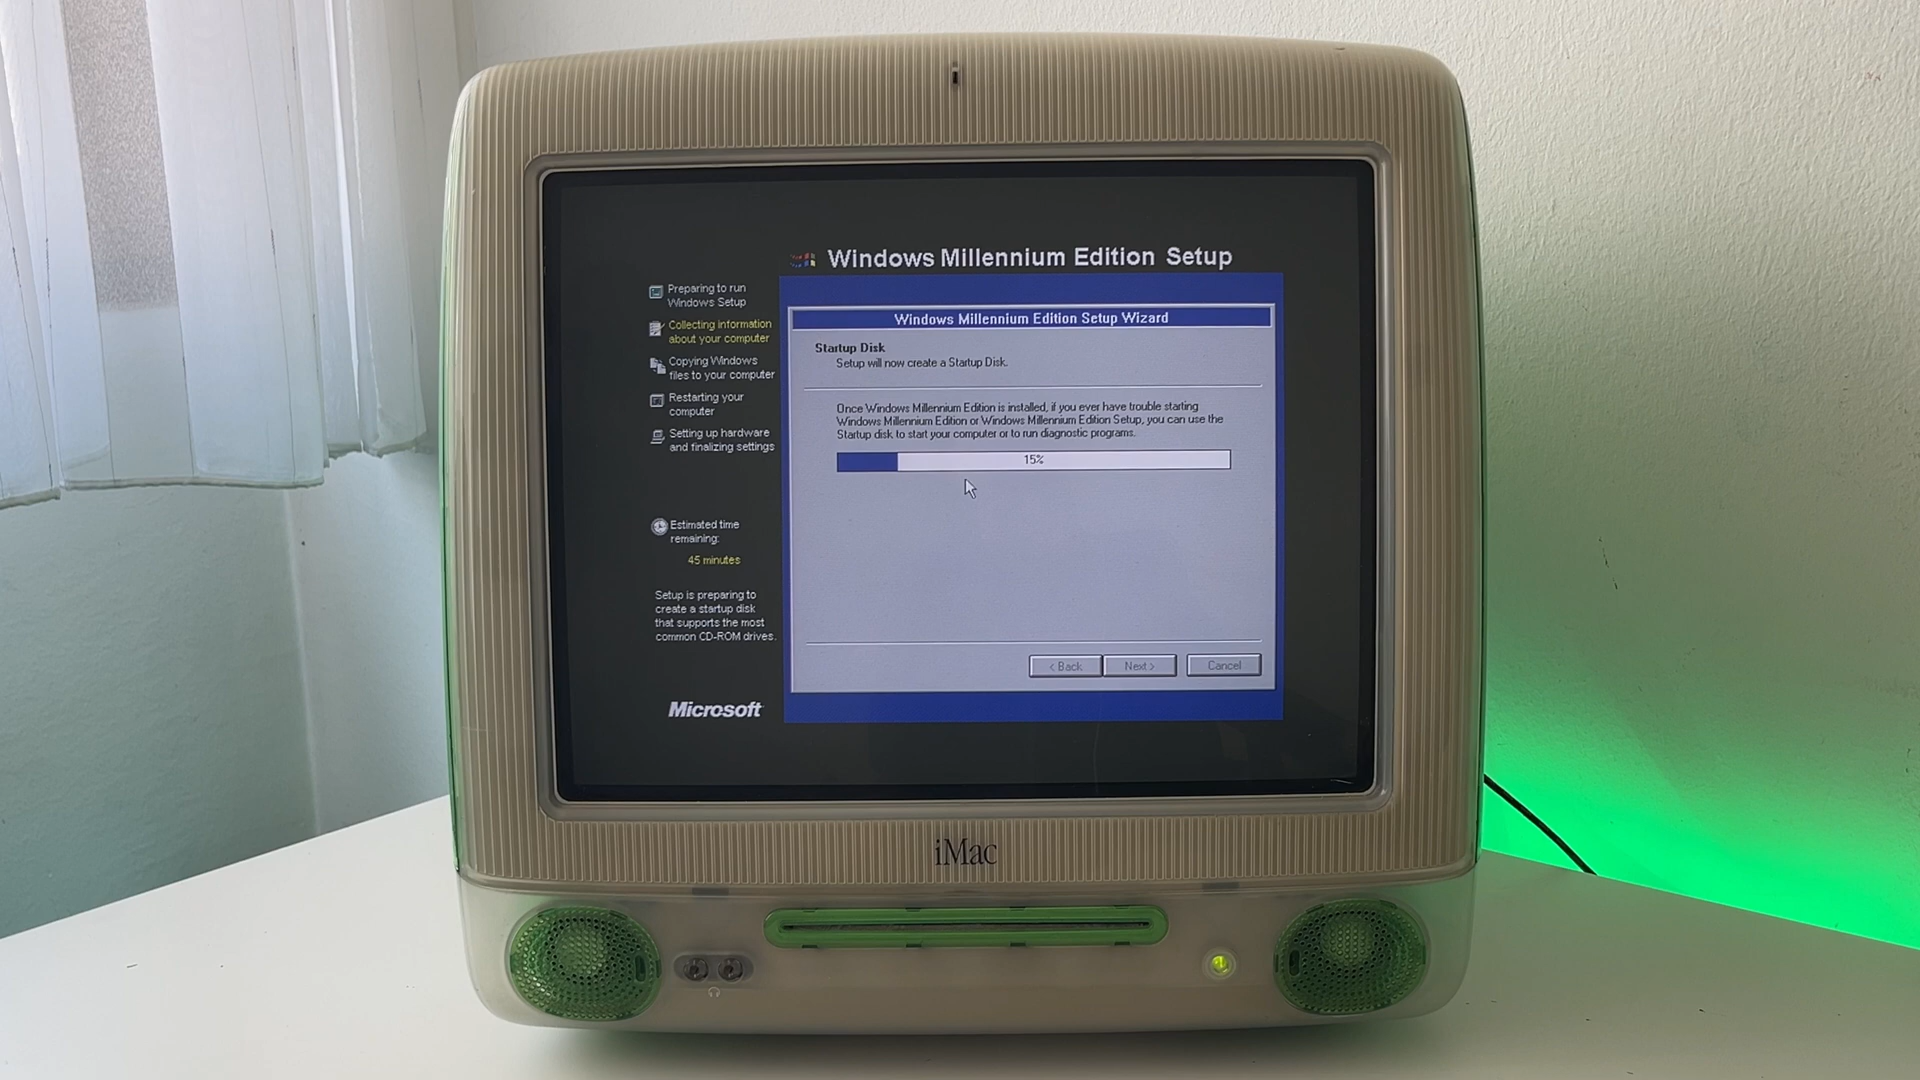 Windows Millennium Edition Setup
Preparing to run
Windows Setup
Collecting information
about your computer
Copying Windows
files to your computer
Restarting your
computer
Setting up hardware
and finalizing settings
Estimated time
remaining:
45 minutes
Setup is preparing to
create a startup disk
that supports the most
common CD-ROM drives.
Microsoft
Windows Millennium Edition Setup Wizard
Startup Disk
Setup will now create a Startup Disk.
Once Windows Millennium Edition is installed, if you ever have trouble starting
Windows Millennium Edition or Windows Millennium Edition Setup, you can use the
Startup disk to start your computer or to run diagnostic programs.
15%
< Back
Next >
Cancel
iMac